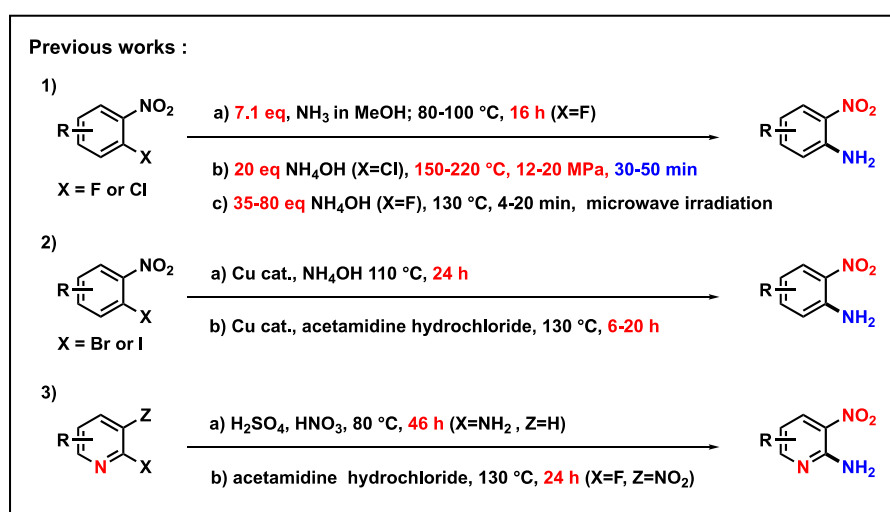 Previous works :
1)
R
NO₂
X
X = F or Cl
a) 7.1 eq, NH₃ in MeOH; 80-100 °C, 16 h (X=F)
b) 20 eq NH₄OH (X=Cl), 150-220 °C, 12-20 MPa, 30-50 min
c) 35-80 eq NH₄OH (X=F), 130 °C, 4-20 min, microwave irradiation
R
NO₂
NH₂
2)
R
NO₂
X
X = Br or I
a) Cu cat., NH₄OH 110 °C, 24 h
b) Cu cat., acetamidine hydrochloride, 130 °C, 6-20 h
R
NO₂
NH₂
3)
R
Z
N
X
a) H₂SO₄, HNO₃, 80 °C, 46 h (X=NH₂ , Z=H)
b) acetamidine hydrochloride, 130 °C, 24 h (X=F, Z=NO₂)
R
NO₂
N
NH₂